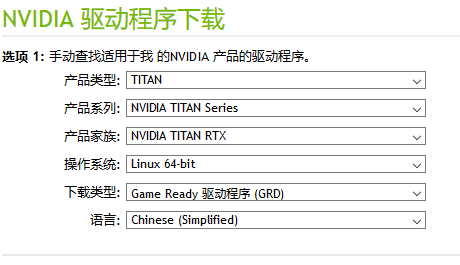 NVIDIA 驱动程序下载
选项 1: 手动查找适用于我 的NVIDIA 产品的驱动程序。
产品类型: TITAN
产品系列: NVIDIA TITAN Series
产品家族: NVIDIA TITAN RTX
操作系统: Linux 64-bit
下载类型: Game Ready 驱动程序 (GRD)
语言: Chinese (Simplified)